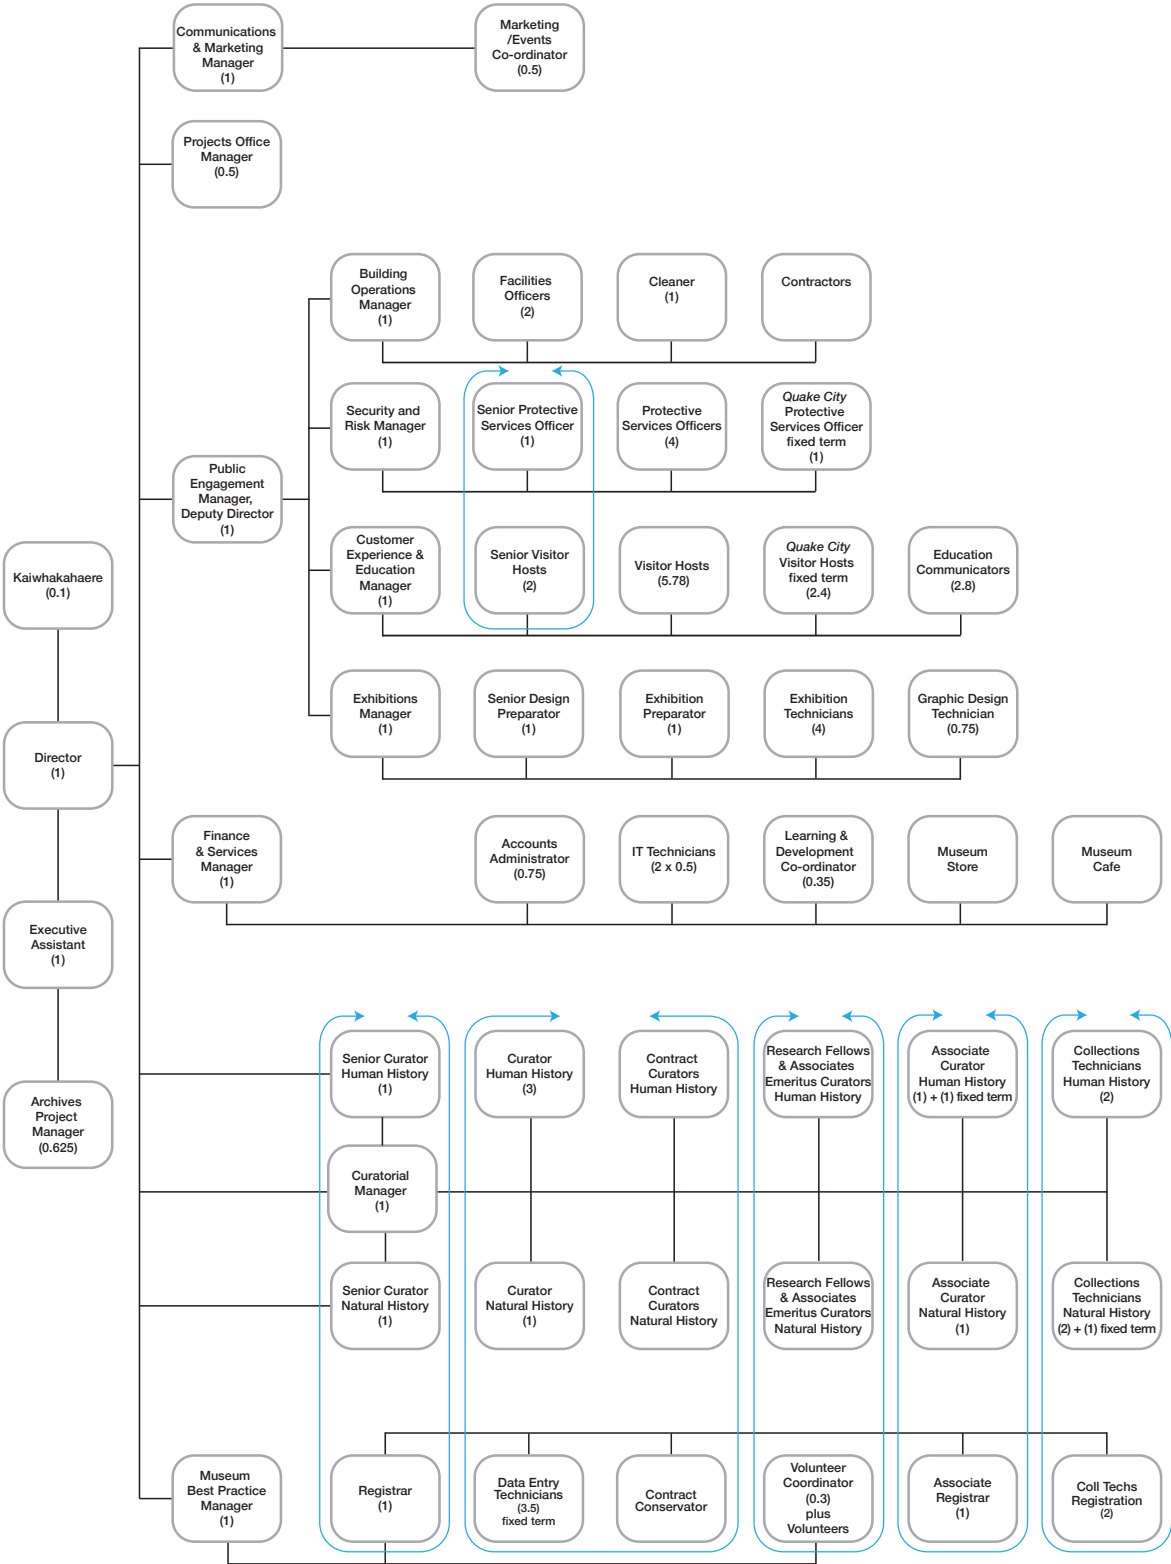 Communications
& Marketing
Manager
(1)
Marketing
/Events
Co-ordinator
(0.5)
Projects Office
Manager
(0.5)
Building
Operations
Manager
(1)
Facilities
Officers
(2)
Cleaner
(1)
Contractors
Security and
Risk Manager
(1)
Senior Protective
Services Officer
(1)
Protective
Services Officers
(4)
Quake City
Protective
Services Officer
fixed term
(1)
Public
Engagement
Manager,
Deputy Director
(1)
Customer
Experience &
Education
Manager
(1)
Senior Visitor
Hosts
(2)
Visitor Hosts
(5.78)
Quake City
Visitor Hosts
fixed term
(2.4)
Education
Communicators
(2.8)
Kaiwhakahaere
(0.1)
Exhibitions
Manager
(1)
Senior Design
Preparator
(1)
Exhibition
Preparator
(1)
Exhibition
Technicians
(4)
Graphic Design
Technician
(0.75)
Director
(1)
Finance
& Services
Manager
(1)
Accounts
Administrator
(0.75)
IT Technicians
(2 x 0.5)
Learning &
Development
Co-ordinator
(0.35)
Museum
Store
Museum
Cafe
Executive
Assistant
(1)
Archives
Project
Manager
(0.625)
Senior Curator
Human History
(1)
Curator
Human History
(3)
Contract
Curators
Human History
Research Fellows
& Associates
Emeritus Curators
Human History
Associate
Curator
Human History
(1) + (1) fixed term
Collections
Technicians
Human History
(2)
Curatorial
Manager
(1)
Senior Curator
Natural History
(1)
Curator
Natural History
(1)
Contract
Curators
Natural History
Research Fellows
& Associates
Emeritus Curators
Natural History
Associate
Curator
Natural History
(1)
Collections
Technicians
Natural History
(2) + (1) fixed term
Museum
Best Practice
Manager
(1)
Registrar
(1)
Data Entry
Technicians
(3.5)
fixed term
Contract
Conservator
Volunteer
Coordinator
(0.3)
plus
Volunteers
Associate
Registrar
(1)
Coll Techs
Registration
(2)